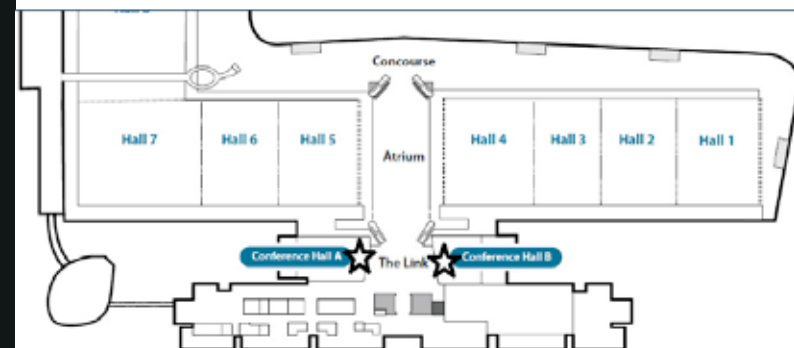 Concourse
Hall 7
Hall 6
Hall 5
Atrium
Hall 4
Hall 3
Hall 2
Hall 1
Conference Hall A
The Link
Conference Hall B